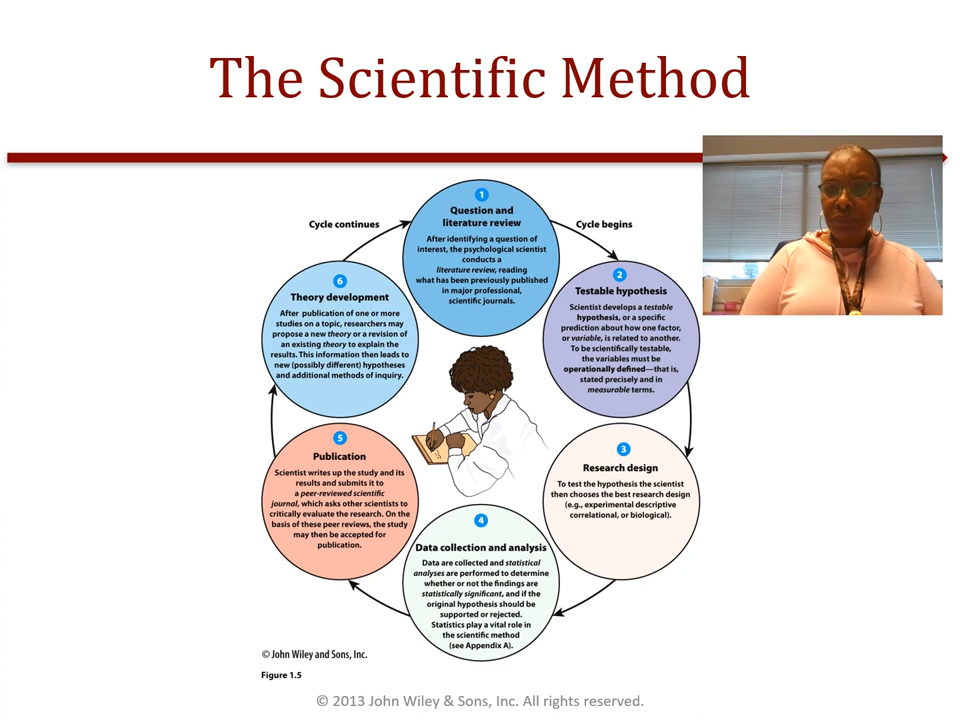 The Scientific Method
Cycle continues
Cycle begins
1
Question and
literature review
After identifying a question of
interest, the psychological scientist
conducts a
literature review, reading
what has been previously published
in major professional,
scientific journals.
2
Testable hypothesis
Scientist develops a testable
hypothesis, or a specific
prediction about how one factor,
or variable, is related to another.
To be scientifically testable,
the variables must be
operationally defined—that is,
stated precisely and in
measurable terms.
3
Research design
To test the hypothesis the scientist
then chooses the best research design
(e.g., experimental descriptive
correlational, or biological).
4
Data collection and analysis
Data are collected and statistical
analyses are performed to determine
whether or not the findings are
statistically significant, and if the
original hypothesis should be
supported or rejected.
Statistics play a vital role in
the scientific method
(see Appendix A).
5
Publication
Scientist writes up the study and its
results and submits it to
a peer-reviewed scientific
journal, which asks other scientists to
critically evaluate the research. On the
basis of these peer reviews, the study
may then be accepted for
publication.
6
Theory development
After publication of one or more
studies on a topic, researchers may
propose a new theory or a revision of
an existing theory to explain the
results. This information then leads to
new (possibly different) hypotheses
and additional methods of inquiry.
© John Wiley and Sons, Inc.
Figure 1.5
© 2013 John Wiley & Sons, Inc. All rights reserved.